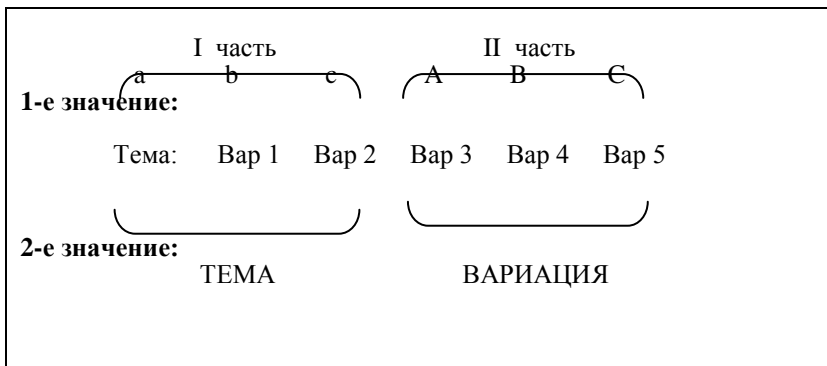 I часть II часть
a b c A B C
1-е значение:
Тема: Вар 1 Вар 2 Вар 3 Вар 4 Вар 5
2-е значение:
ТЕМА ВАРИАЦИЯ